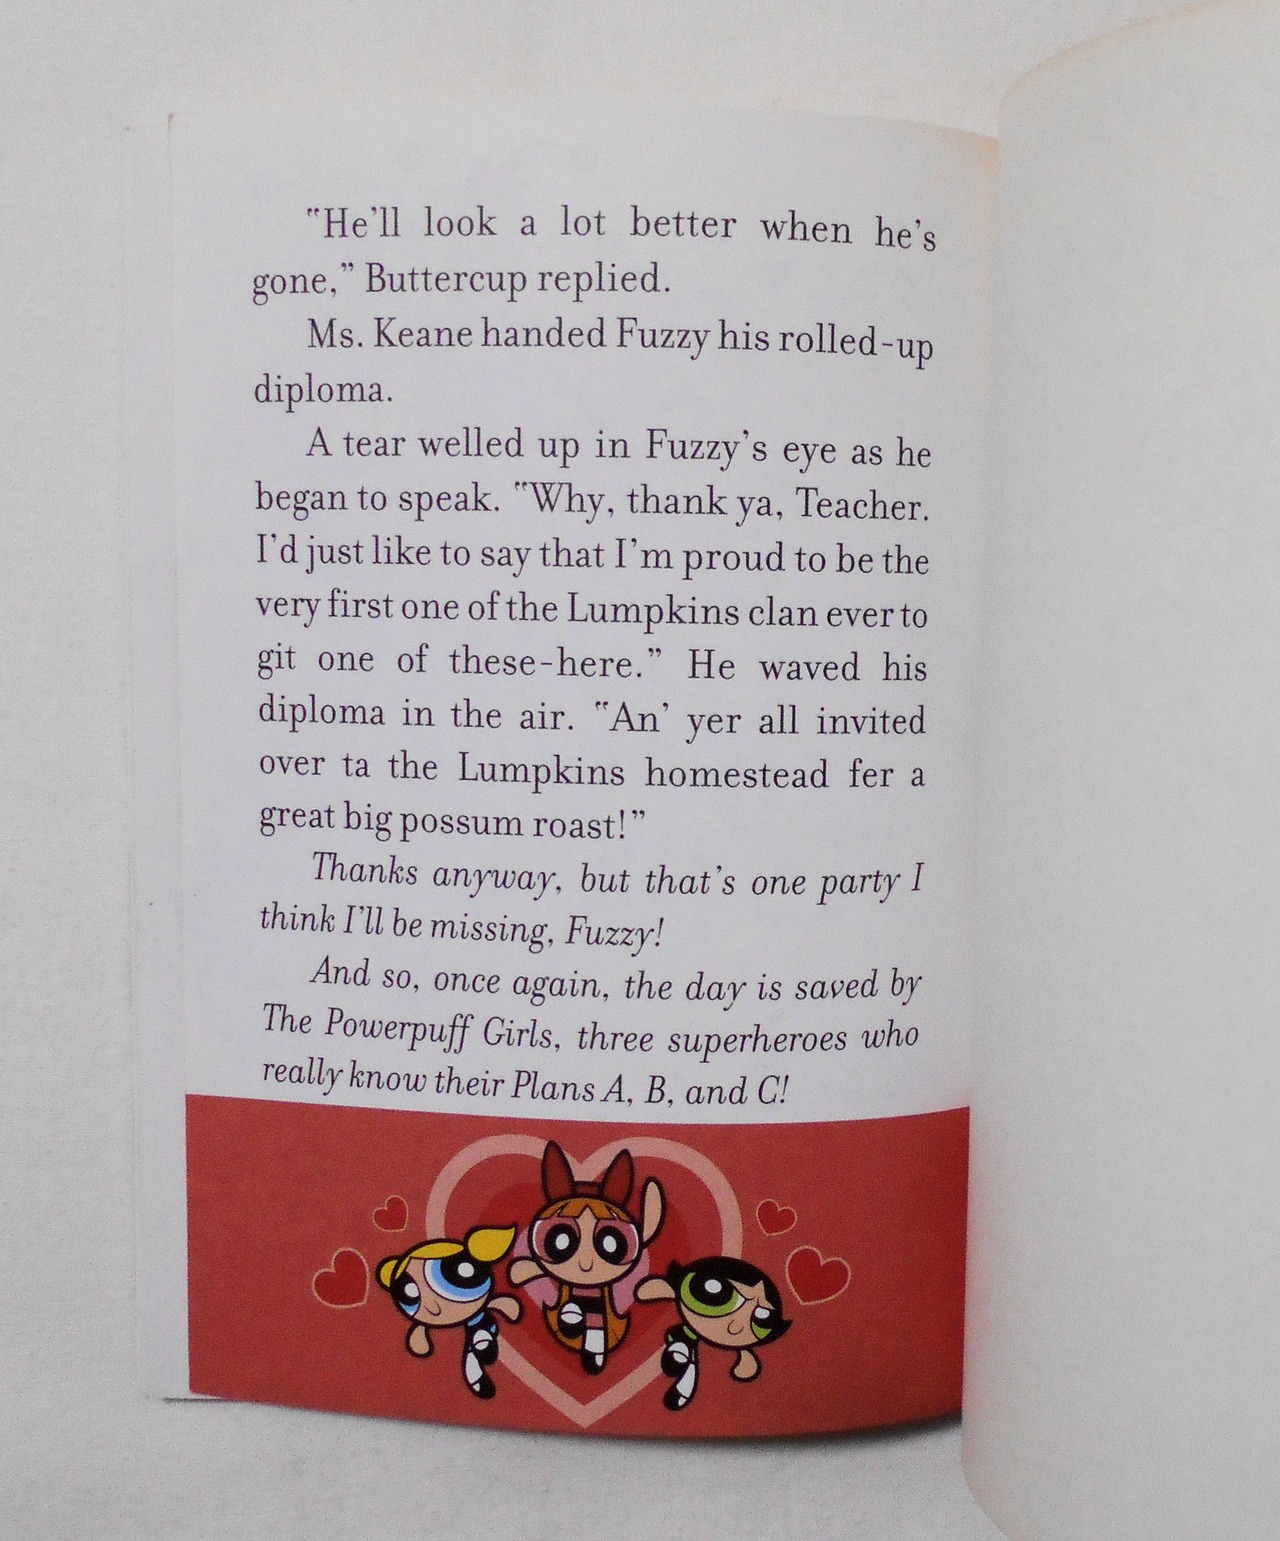 "He'll look a lot better when he's
gone," Buttercup replied.
Ms. Keane handed Fuzzy his rolled-up
diploma.
A tear welled up in Fuzzy's eye as he
began to speak. "Why, thank ya, Teacher.
I'd just like to say that I'm proud to be the
very first one of the Lumpkins clan ever to
git one of these-here." He waved his
diploma in the air. "An' yer all invited
over ta the Lumpkins homestead fer a
great big possum roast!"
Thanks anyway, but that's one party I
think I'll be missing, Fuzzy!
And so, once again, the day is saved by
The Powerpuff Girls, three superheroes who
really know their Plans A, B, and C!